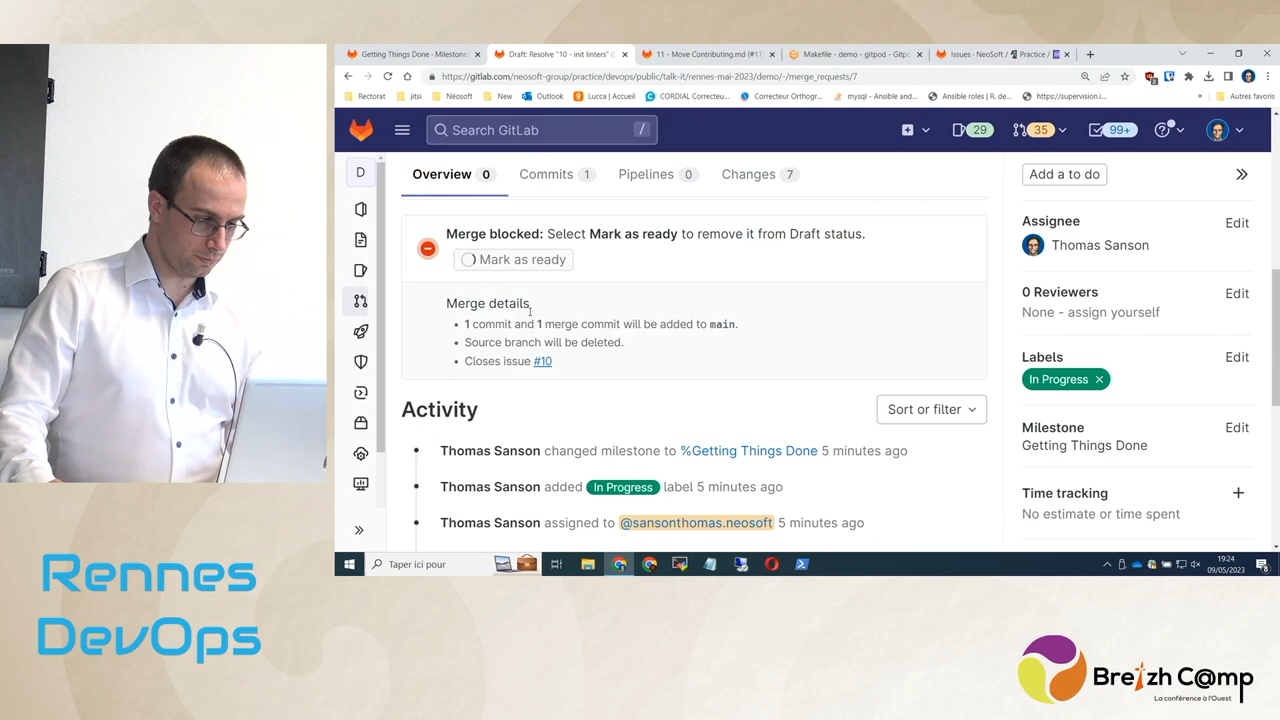 Getting Things Done · Milestone
Draft: Resolve "10 - init linters" (
11 - Move Contributing.md (#11
Makefile - demo - gitpod - Gitp
Issues · NeoSoft / Practice /
https://gitlab.com/neosoft-group/practice/devops/public/talk-it/rennes-mai-2023/demo/-/merge_requests/7
Rectorat
jitsi
Néosoft
New
Outlook
Lucca | Accueil
CORDIAL Correcteu...
Correcteur Orthogr...
mysql - Ansible and...
Ansible roles | R. de...
https://supervision.i...
»
Autres favoris
Search GitLab
/
29
35
99+
D
Overview 0
Commits 1
Pipelines 0
Changes 7
Add a to do
Merge blocked: Select Mark as ready to remove it from Draft status.
Mark as ready
Merge details
1 commit and 1 merge commit will be added to main.
Source branch will be deleted.
Closes issue #10
Activity
Sort or filter
Thomas Sanson changed milestone to %Getting Things Done 5 minutes ago
Thomas Sanson added In Progress label 5 minutes ago
Thomas Sanson assigned to @sansonthomas.neosoft 5 minutes ago
Assignee
Edit
Thomas Sanson
0 Reviewers
Edit
None - assign yourself
Labels
Edit
In Progress
Milestone
Edit
Getting Things Done
Time tracking
No estimate or time spent
Taper ici pour
19:24
09/05/2023
8
Rennes
DevOps
Breizh C@mp
La conférence à l'Ouest